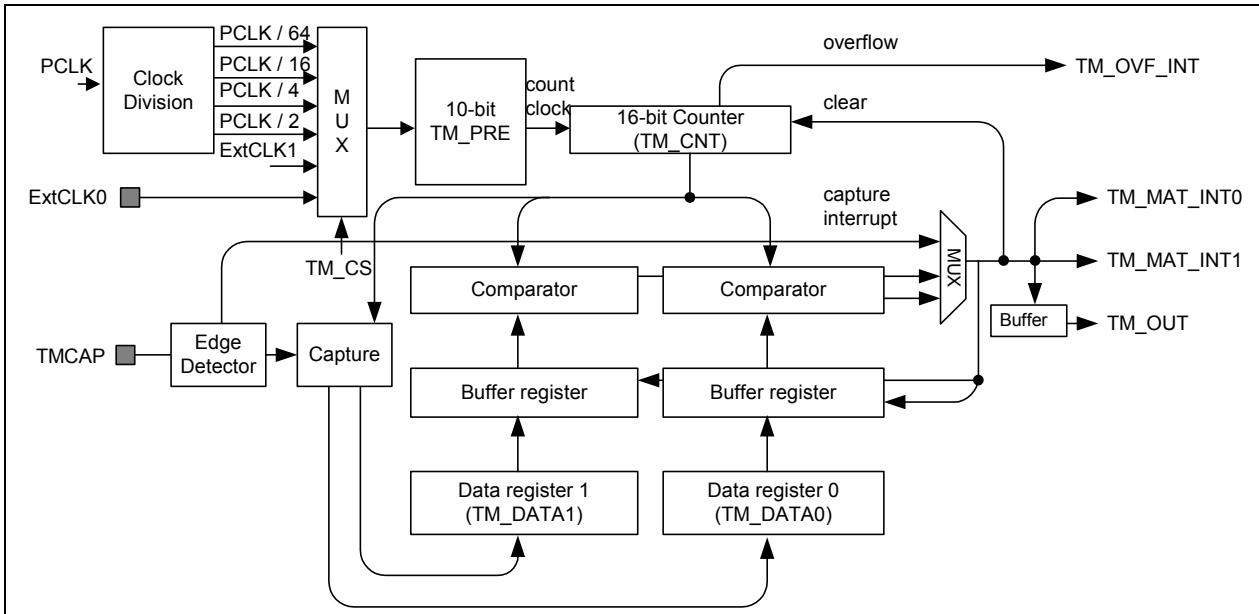 PCLK
Clock
Division
PCLK / 64
PCLK / 16
PCLK / 4
PCLK / 2
ExtCLK1
ExtCLK0
M
U
X
TM_CS
10-bit
TM_PRE
count
clock
16-bit Counter
(TM_CNT)
overflow
TM_OVF_INT
clear
capture
interrupt
MUX
TM_MAT_INT0
TM_MAT_INT1
Buffer
TM_OUT
Comparator
Comparator
TMCAP
Edge
Detector
Capture
Buffer register
Buffer register
Data register 1
(TM_DATA1)
Data register 0
(TM_DATA0)